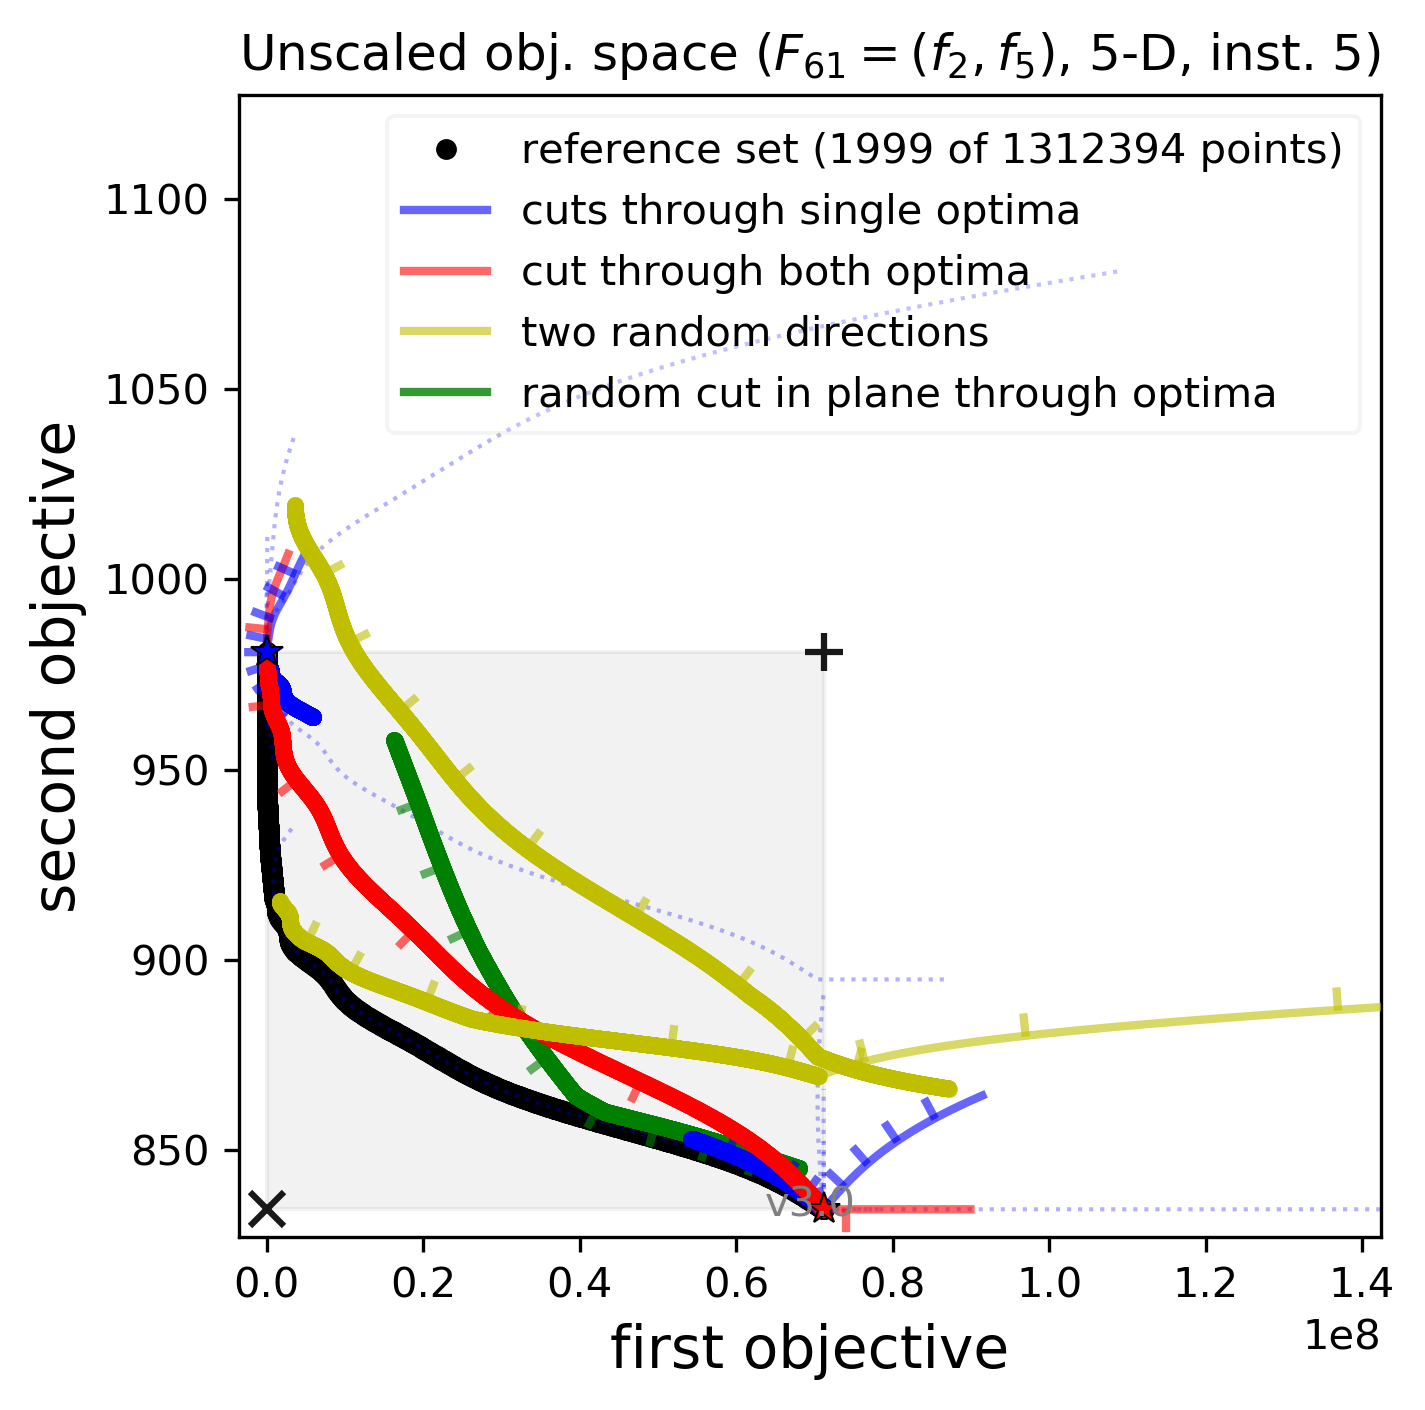 Unscaled obj. space (F61 = (f2, f5), 5-D, inst. 5)
reference set (1999 of 1312394 points)
cuts through single optima
cut through both optima
two random directions
random cut in plane through optima
second objective
1100
1050
1000
950
900
850
0.0 0.2 0.4 0.6 0.8 1.0 1.2 1.4
1e8
first objective